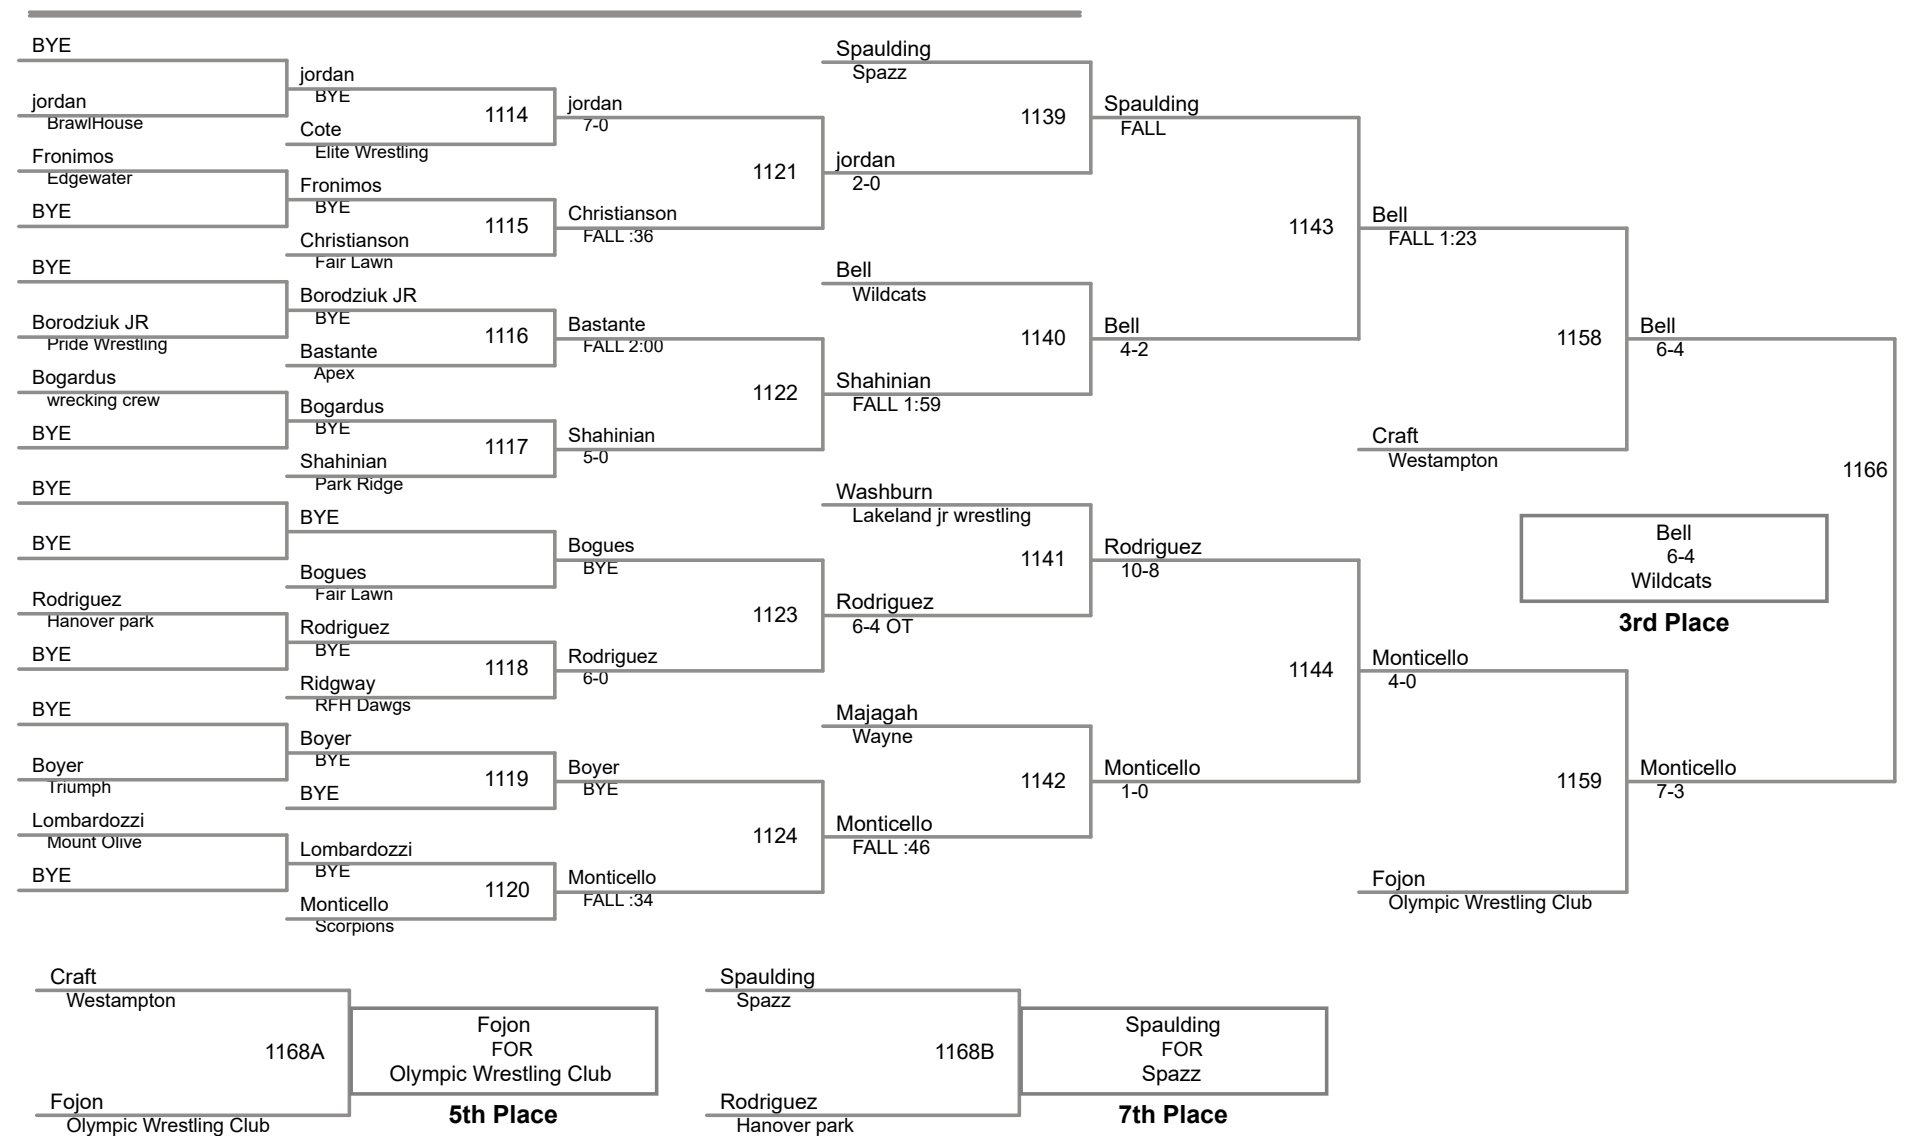 BYE
jordan
BrawlHouse
Fronimos
Edgewater
BYE
BYE
Borodziuk JR
Pride Wrestling
Bogardus
wrecking crew
BYE
BYE
BYE
Rodriguez
Hanover park
BYE
BYE
Boyer
Triumph
Lombardozzi
Mount Olive
BYE
jordan
BYE
1114
Cote
Elite Wrestling
Fronimos
BYE
1115
Christianson
Fair Lawn
Borodziuk JR
BYE
1116
Bastante
Apex
Bogardus
BYE
1117
Shahinian
Park Ridge
BYE
Bogues
Fair Lawn
Rodriguez
BYE
1118
Ridgway
RFH Dawgs
Boyer
BYE
1119
BYE
Lombardozzi
BYE
1120
Monticello
Scorpions
jordan
7-0
1121
Christianson
FALL :36
Bastante
FALL 2:00
1122
Shahinian
5-0
Bogues
BYE
1123
Rodriguez
6-0
Boyer
BYE
1124
Monticello
FALL :34
Spaulding
Spazz
1139
jordan
2-0
Bell
Wildcats
1140
Shahinian
FALL 1:59
Washburn
Lakeland jr wrestling
1141
Rodriguez
6-4 OT
Majagah
Wayne
1142
Monticello
FALL :46
Spaulding
FALL
1143
Bell
4-2
Rodriguez
10-8
1144
Monticello
1-0
Bell
FALL 1:23
1158
Craft
Westampton
Monticello
4-0
1159
Fojon
Olympic Wrestling Club
Bell
6-4
1166
Monticello
7-3
Bell
6-4
Wildcats
3rd Place
Craft
Westampton
1168A
Fojon
Olympic Wrestling Club
Fojon
FOR
Olympic Wrestling Club
5th Place
Spaulding
Spazz
1168B
Rodriguez
Hanover park
Spaulding
FOR
Spazz
7th Place